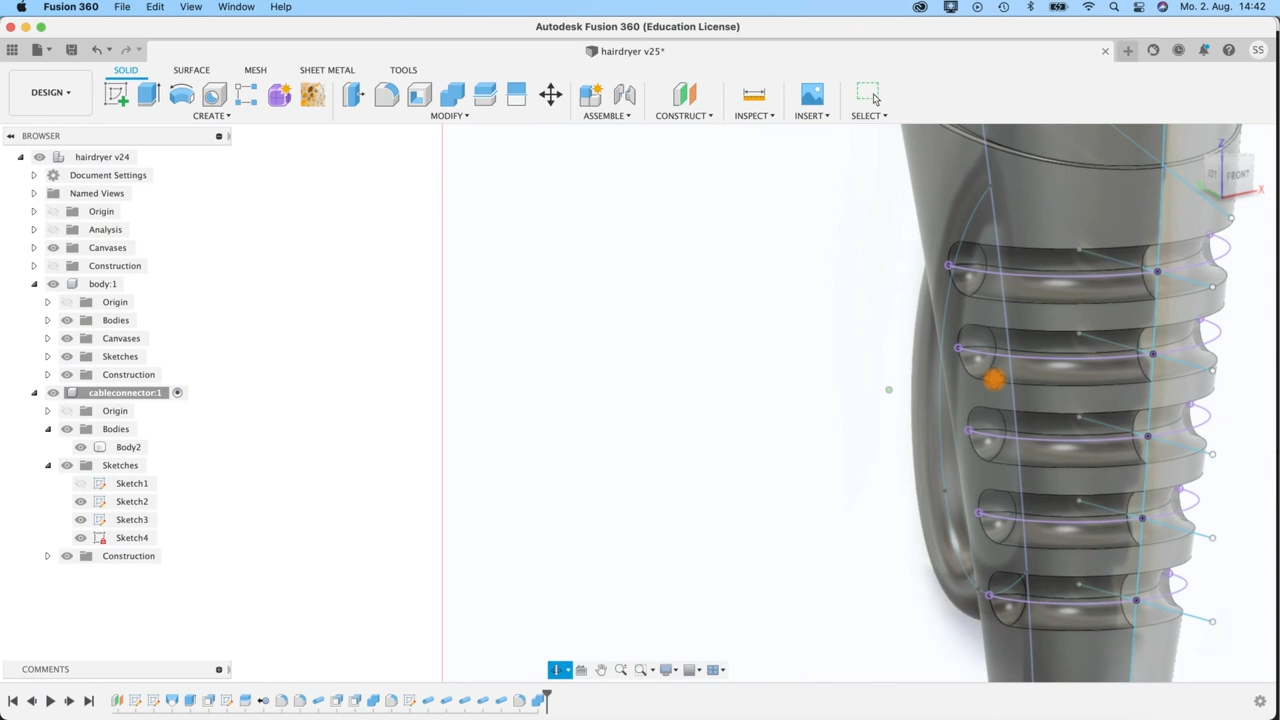 Fusion 360 File Edit View Window Help Mo. 2. Aug. 14:42
Autodesk Fusion 360 (Education License)
hairdryer v25*
SS
SOLID SURFACE MESH SHEET METAL TOOLS
DESIGN
CREATE MODIFY ASSEMBLE CONSTRUCT INSPECT INSERT SELECT
BROWSER
hairdryer v24
Document Settings
Named Views
Origin
Analysis
Canvases
Construction
body:1
Origin
Bodies
Canvases
Sketches
Construction
cableconnector:1
Origin
Bodies
Body2
Sketches
Sketch1
Sketch2
Sketch3
Sketch4
Construction
Z
FRONT
X
COMMENTS